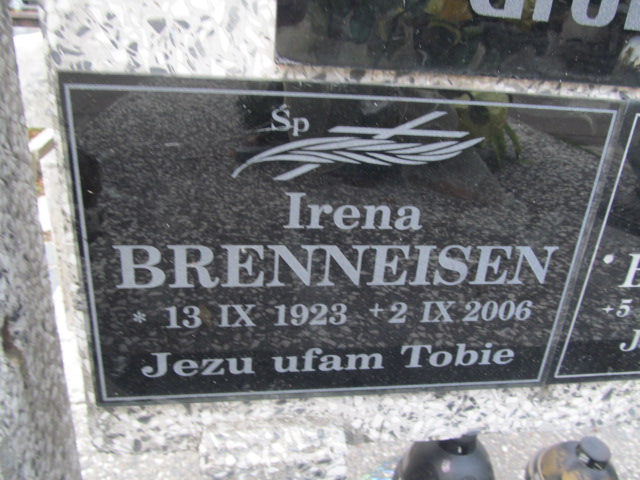 Śp
Irena
BRENNEISEN
* 13 IX 1923 +2 IX 2006
Jezu ufam Tobie